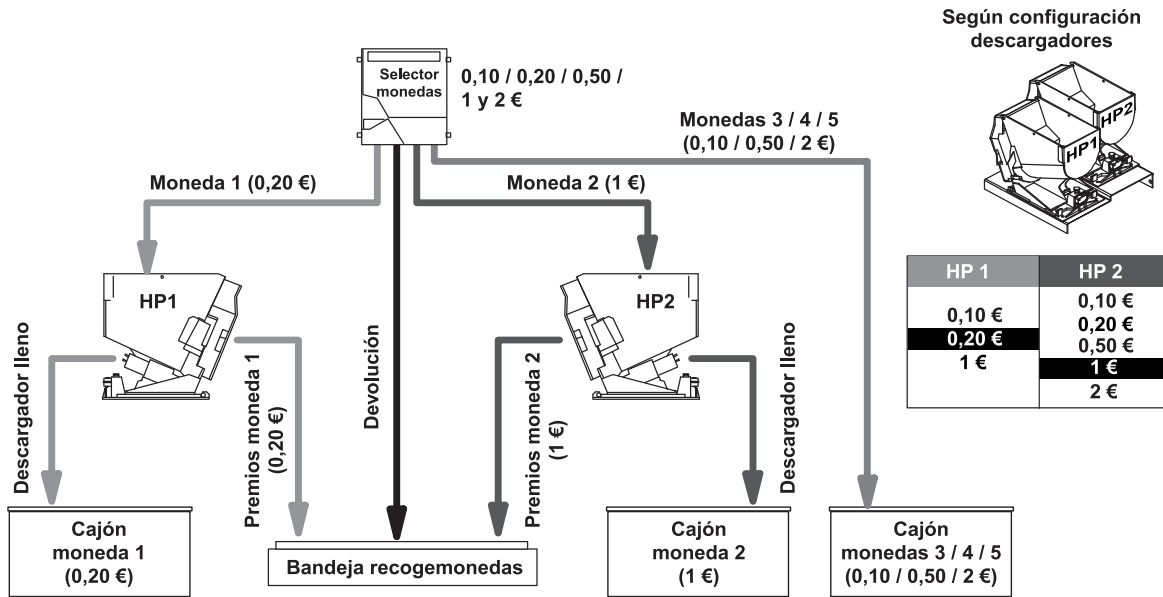 Según configuración
descargadores
Selector
monedas
0,10 / 0,20 / 0,50 /
1 y 2 €
Monedas 3 / 4 / 5
(0,10 / 0,50 / 2 €)
HP2
HP1
Moneda 1 (0,20 €)
Moneda 2 (1 €)
HP1
HP2
HP 1
0,10 €
0,20 €
1 €
HP 2
0,10 €
0,20 €
0,50 €
1 €
2 €
Descargador lleno
Premios moneda 1
(0,20 €)
Devolución
Premios moneda 2
(1 €)
Descargador lleno
Cajón
moneda 1
(0,20 €)
Bandeja recogemonedas
Cajón
moneda 2
(1 €)
Cajón
monedas 3 / 4 / 5
(0,10 / 0,50 / 2 €)